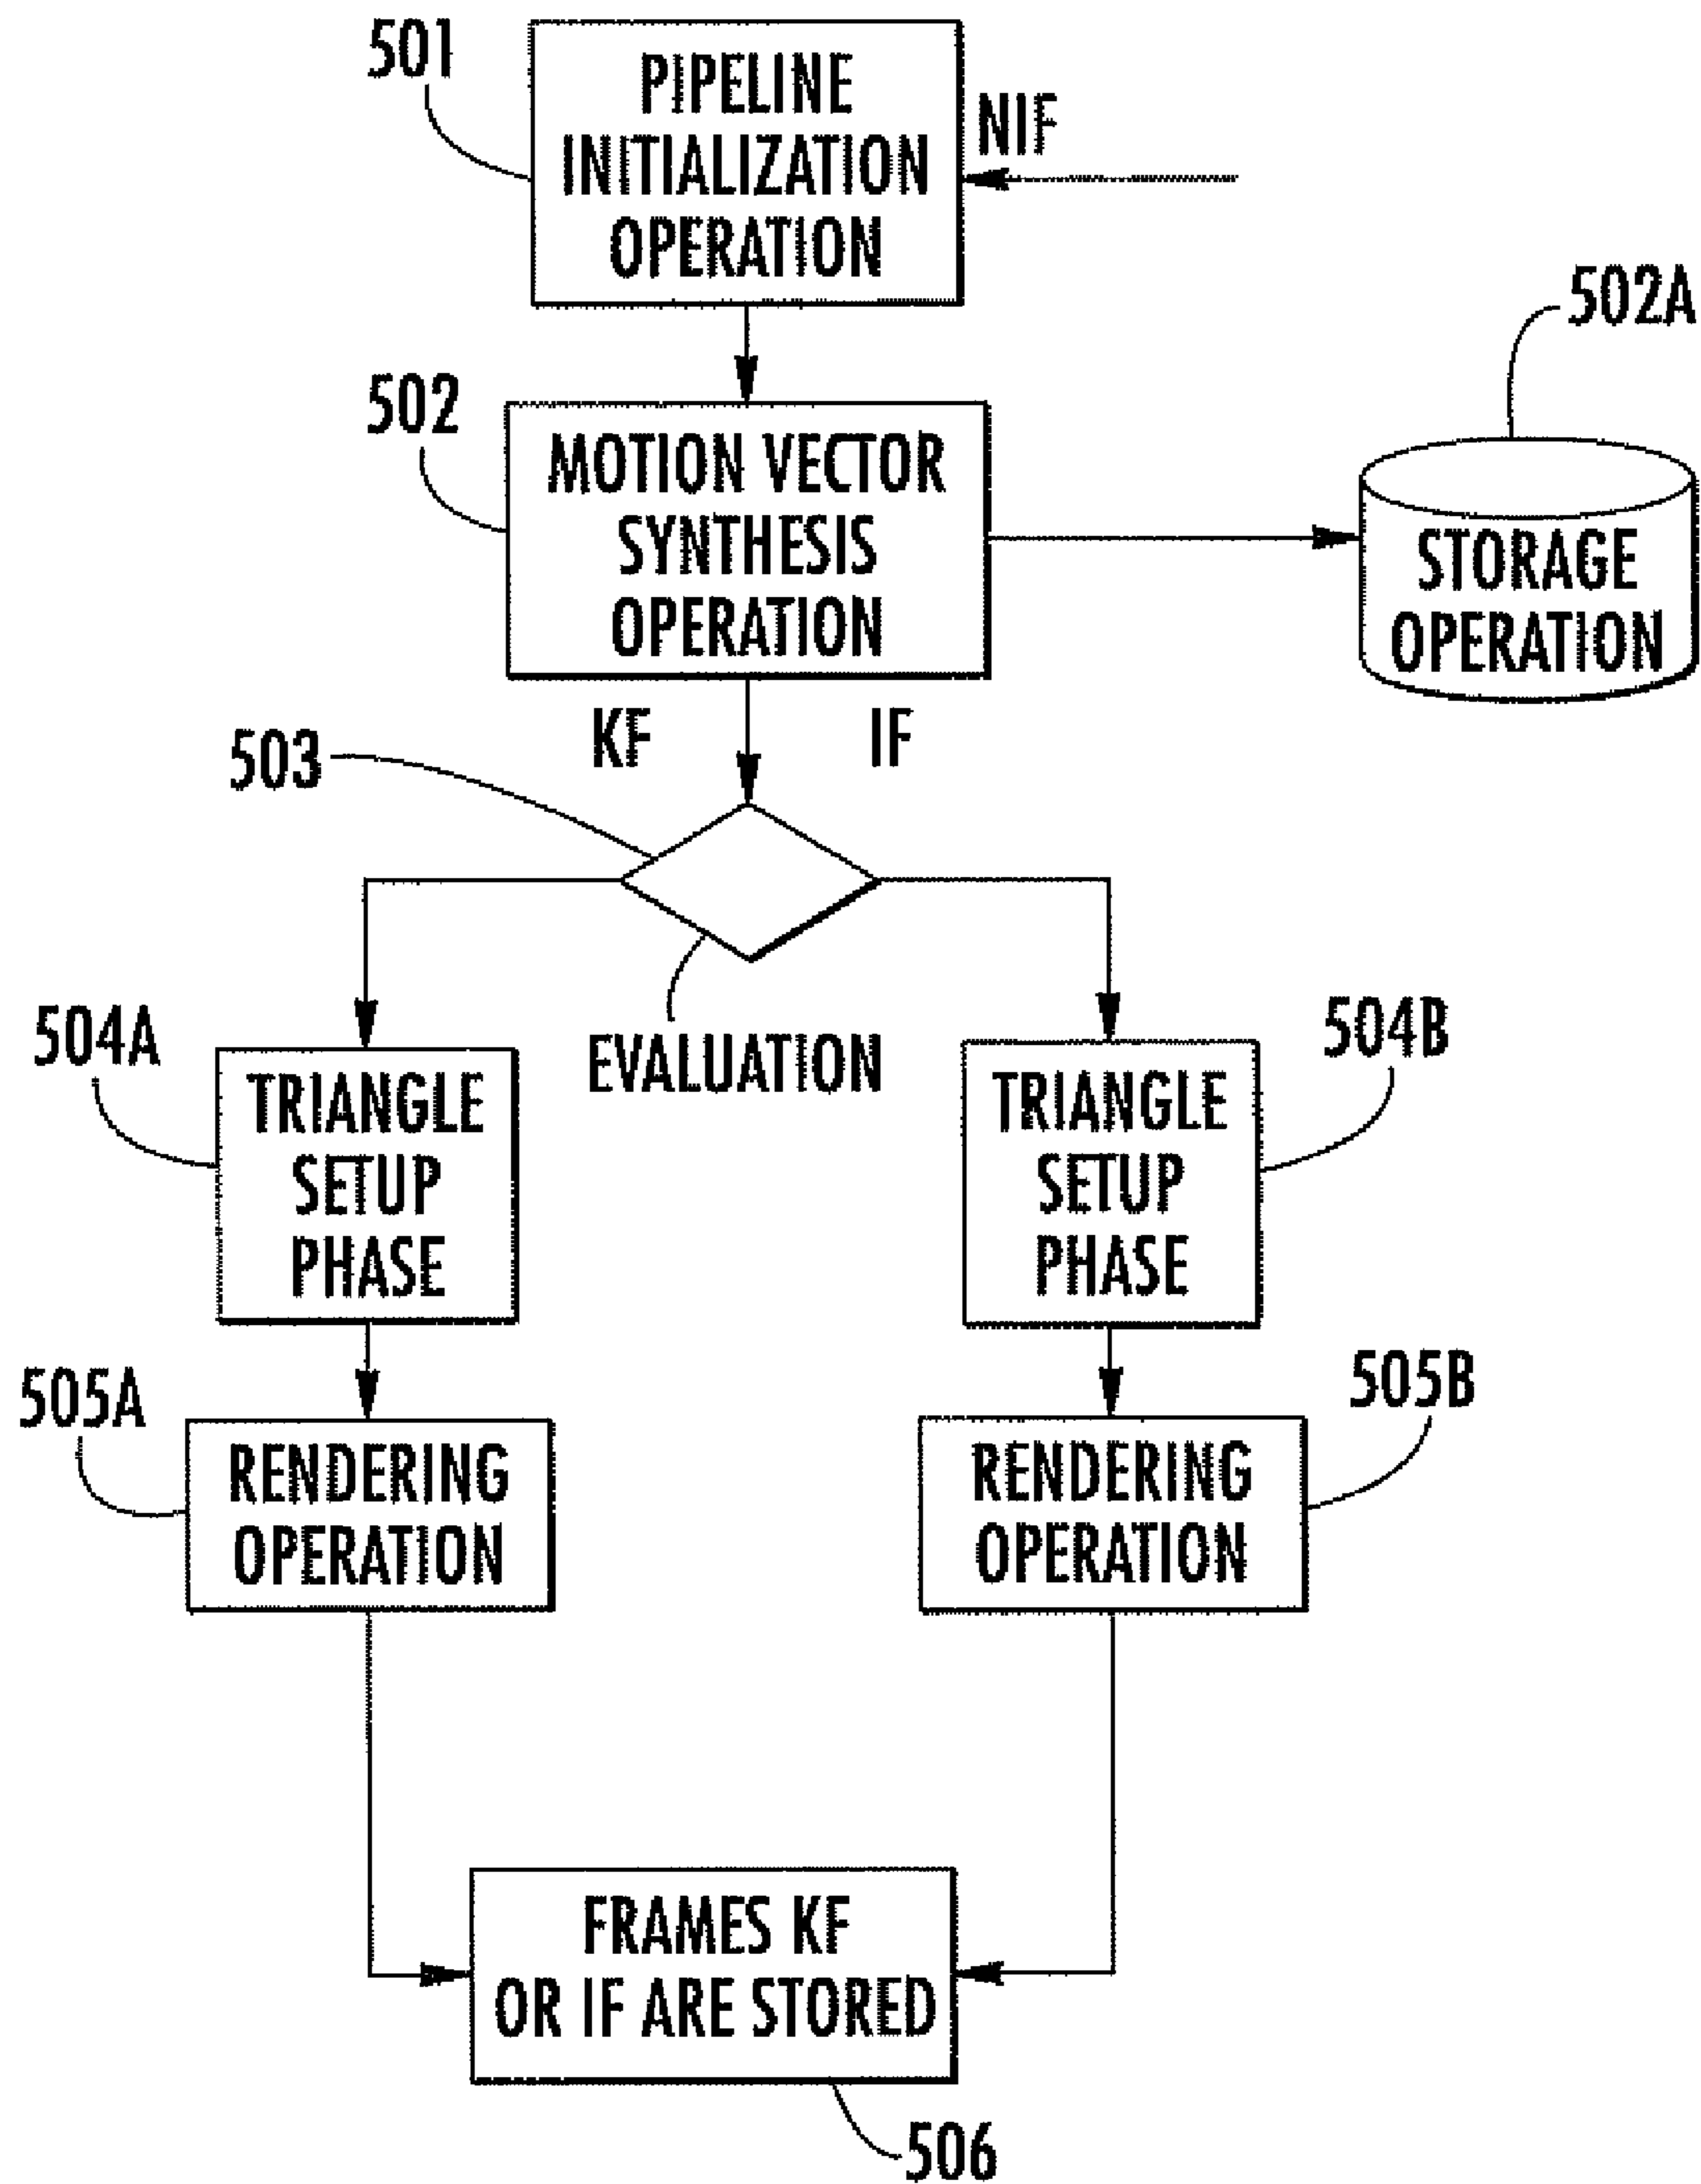 501
PIPELINE
INITIALIZATION
OPERATION
NIF
502
MOTION VECTOR
SYNTHESIS
OPERATION
502A
STORAGE
OPERATION
KF
IF
503
EVALUATION
504A
TRIANGLE
SETUP
PHASE
504B
TRIANGLE
SETUP
PHASE
505A
RENDERING
OPERATION
505B
RENDERING
OPERATION
FRAMES KF
OR IF ARE STORED
506